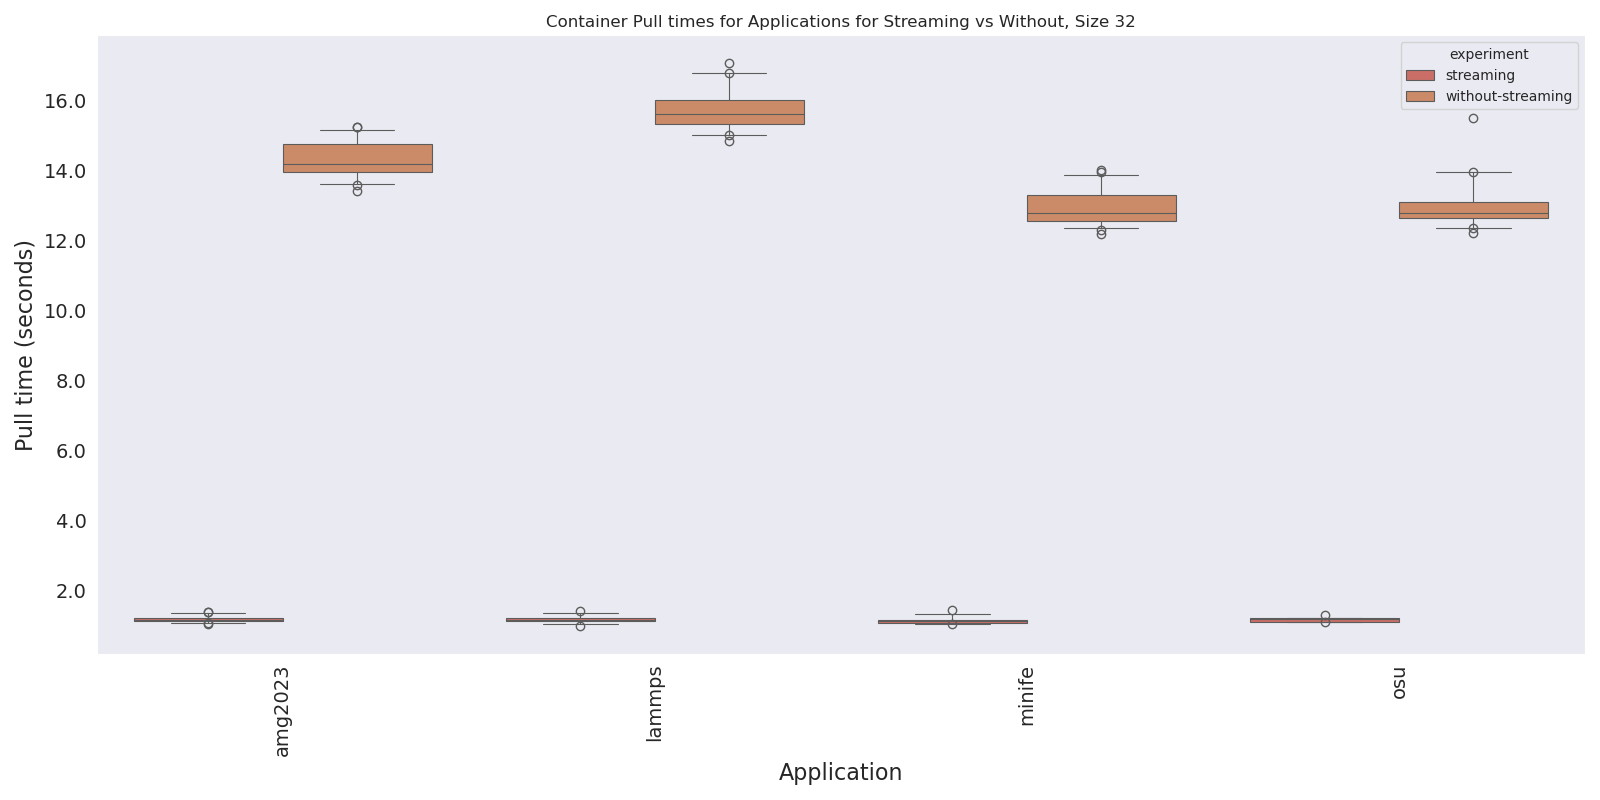 Container Pull times for Applications for Streaming vs Without, Size 32
experiment
streaming
without-streaming
Pull time (seconds)
16.0
14.0
12.0
10.0
8.0
6.0
4.0
2.0
amg2023
lammps
minife
osu
Application